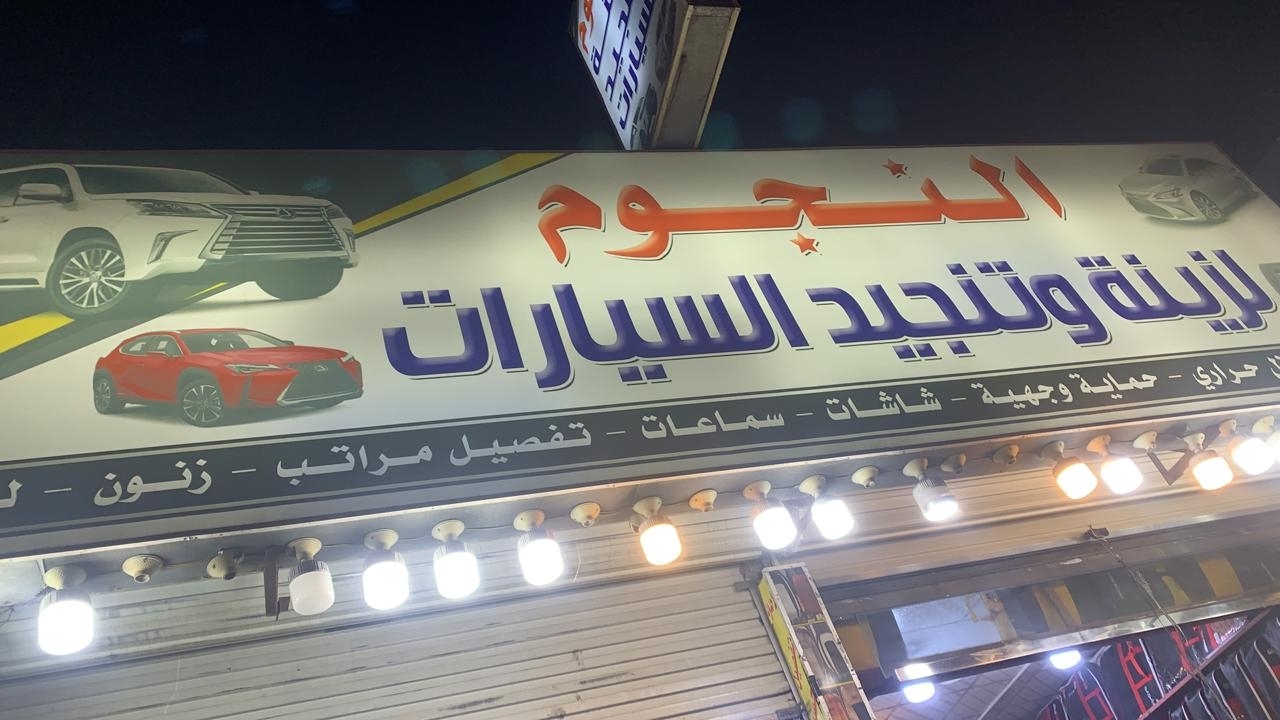 النجوم
لزينة وتنجيد السيارات
حراري - حماية وجهية - شاشات - سماعات - تفصيل مراتب - زنون -